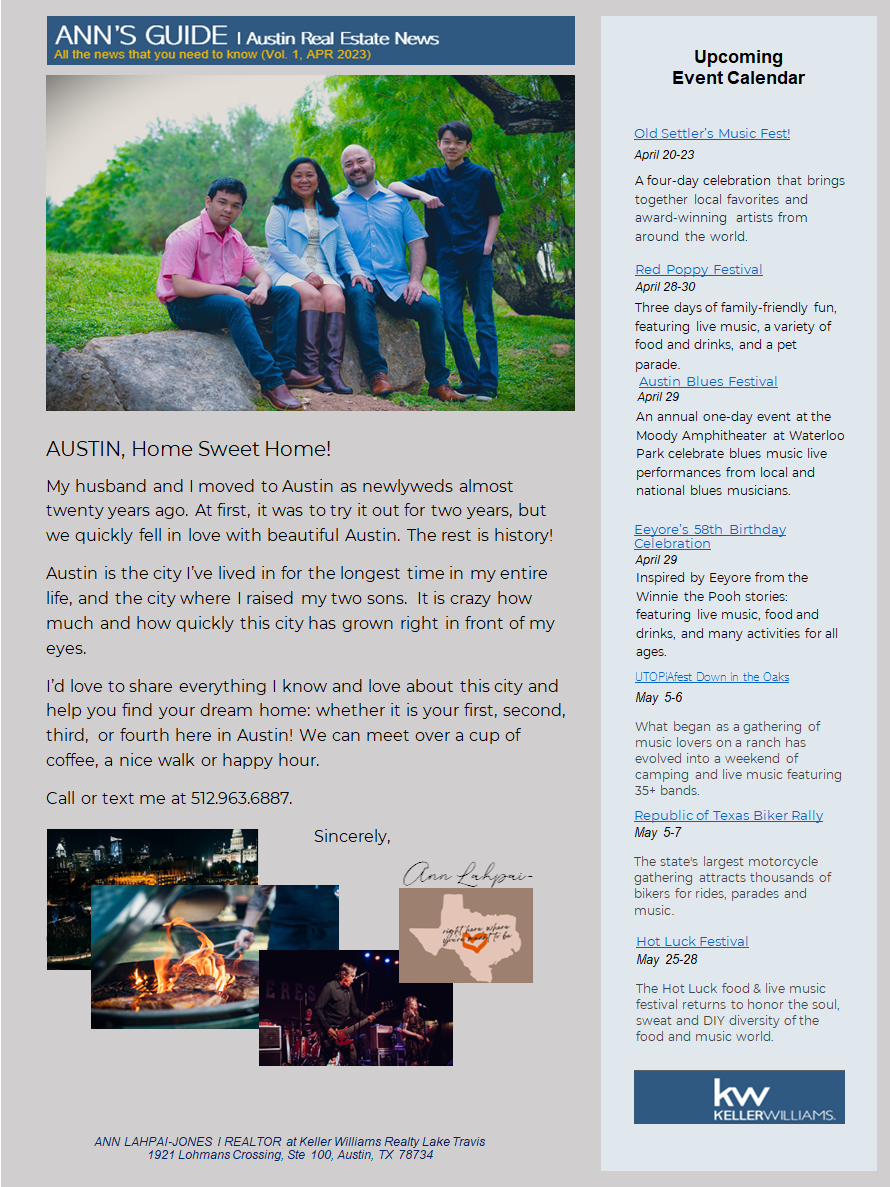 ANN'S GUIDE I Austin Real Estate News
All the news that you need to know (Vol. 1, APR 2023)
AUSTIN, Home Sweet Home!
My husband and I moved to Austin as newlyweds almost
twenty years ago. At first, it was to try it out for two years, but
we quickly fell in love with beautiful Austin. The rest is history!
Austin is the city I've lived in for the longest time in my entire
life, and the city where I raised my two sons. It is crazy how
much and how quickly this city has grown right in front of my
eyes.
I'd love to share everything I know and love about this city and
help you find your dream home: whether it is your first, second,
third, or fourth here in Austin! We can meet over a cup of
coffee, a nice walk or happy hour.
Call or text me at 512.963.6887.
Sincerely,
Ann Lahpai-
right here where
you're meant to be
ERES
ANN LAHPAI-JONES I REALTOR at Keller Williams Realty Lake Travis
1921 Lohmans Crossing, Ste 100, Austin, TX 78734
Upcoming
Event Calendar
Old Settler's Music Fest!
April 20-23
A four-day celebration that brings
together local favorites and
award-winning artists from
around the world.
Red Poppy Festival
April 28-30
Three days of family-friendly fun,
featuring live music, a variety of
food and drinks, and a pet
parade.
Austin Blues Festival
April 29
An annual one-day event at the
Moody Amphitheater at Waterloo
Park celebrate blues music live
performances from local and
national blues musicians.
Eeyore's 58th Birthday
Celebration
April 29
Inspired by Eeyore from the
Winnie the Pooh stories:
featuring live music, food and
drinks, and many activities for all
ages.
UTOPiAfest Down in the Oaks
May 5-6
What began as a gathering of
music lovers on a ranch has
evolved into a weekend of
camping and live music featuring
35+ bands.
Republic of Texas Biker Rally
May 5-7
The state's largest motorcycle
gathering attracts thousands of
bikers for rides, parades and
music.
Hot Luck Festival
May 25-28
The Hot Luck food & live music
festival returns to honor the soul,
sweat and DIY diversity of the
food and music world.
kw
KELLERWILLIAMS.